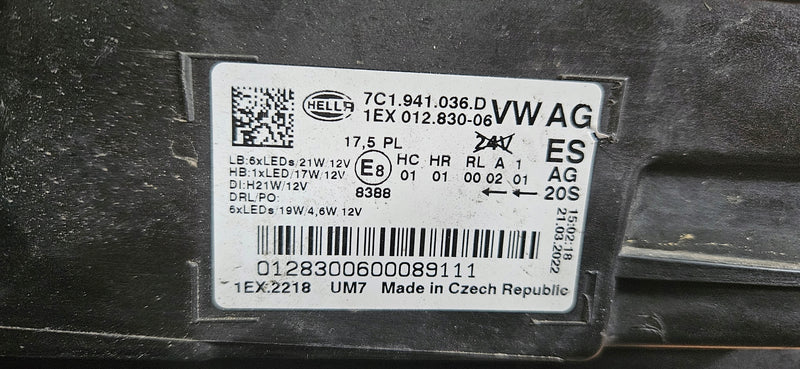 HELLA
7C1.941.036.D
1EX 012.830-06
VW AG
17,5 PL
24V
ES
LB:6xLEDs/21W/12V
HB:1xLED/17W/12V
DI:H21W/12V
DRL/PO:
6xLEDs/19W/4,6W/12V
E8
8388
HC HR RL A 1
01 01 00 02 01
AG
20S
15:02:18
21.03.2022
0128300600089111
1EX.2218 UM7 Made in Czech Republic